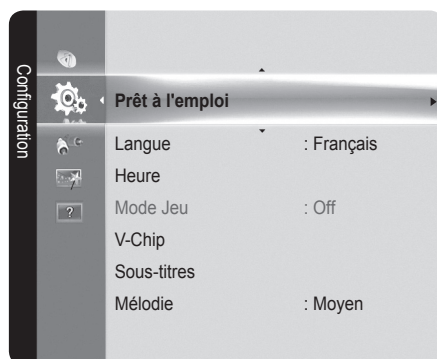 Configuration
Prêt à l'emploi
Langue : Français
Heure
Mode Jeu : Off
V-Chip
Sous-titres
Mélodie : Moyen
?